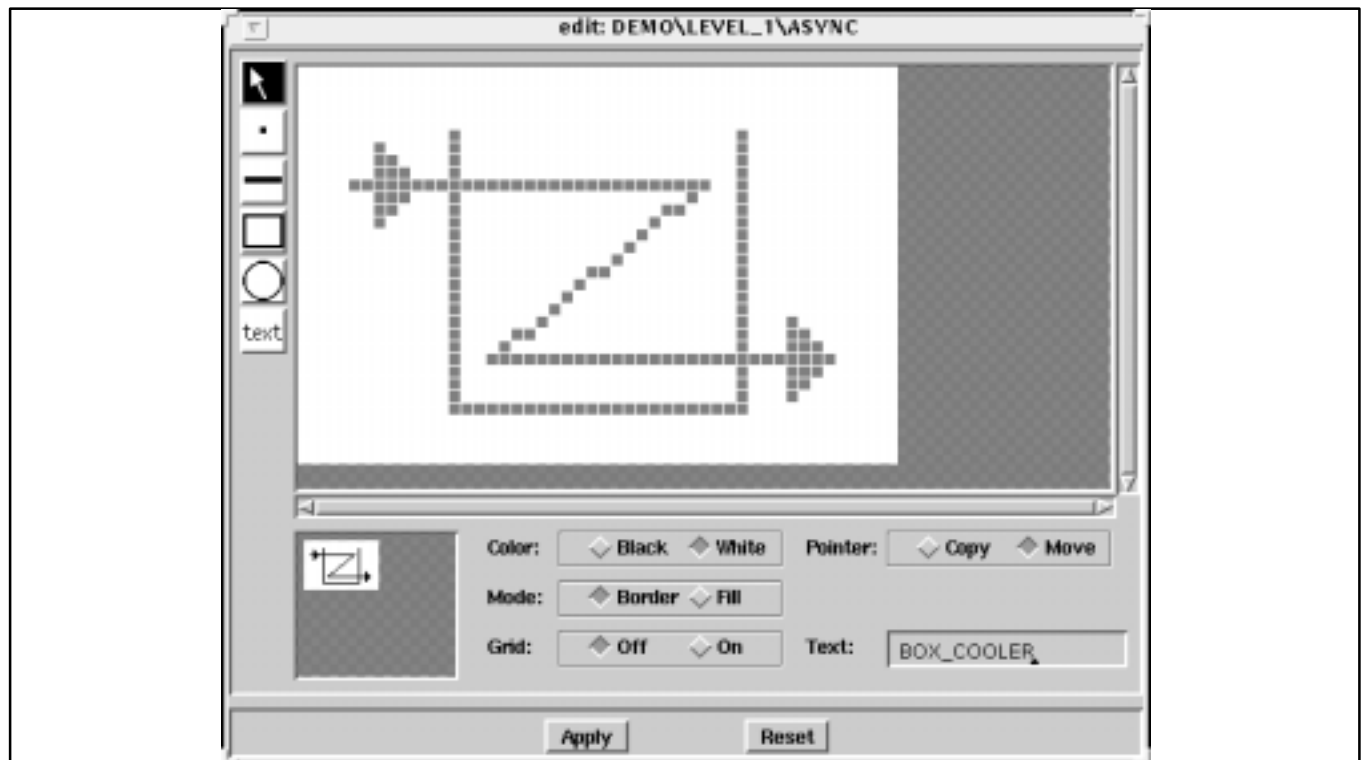 edit: DEMO\LEVEL_1\ASYNC
text
Color: Black White Pointer: Copy Move
Mode: Border Fill
Grid: Off On Text: BOX_COOLER
Apply Reset